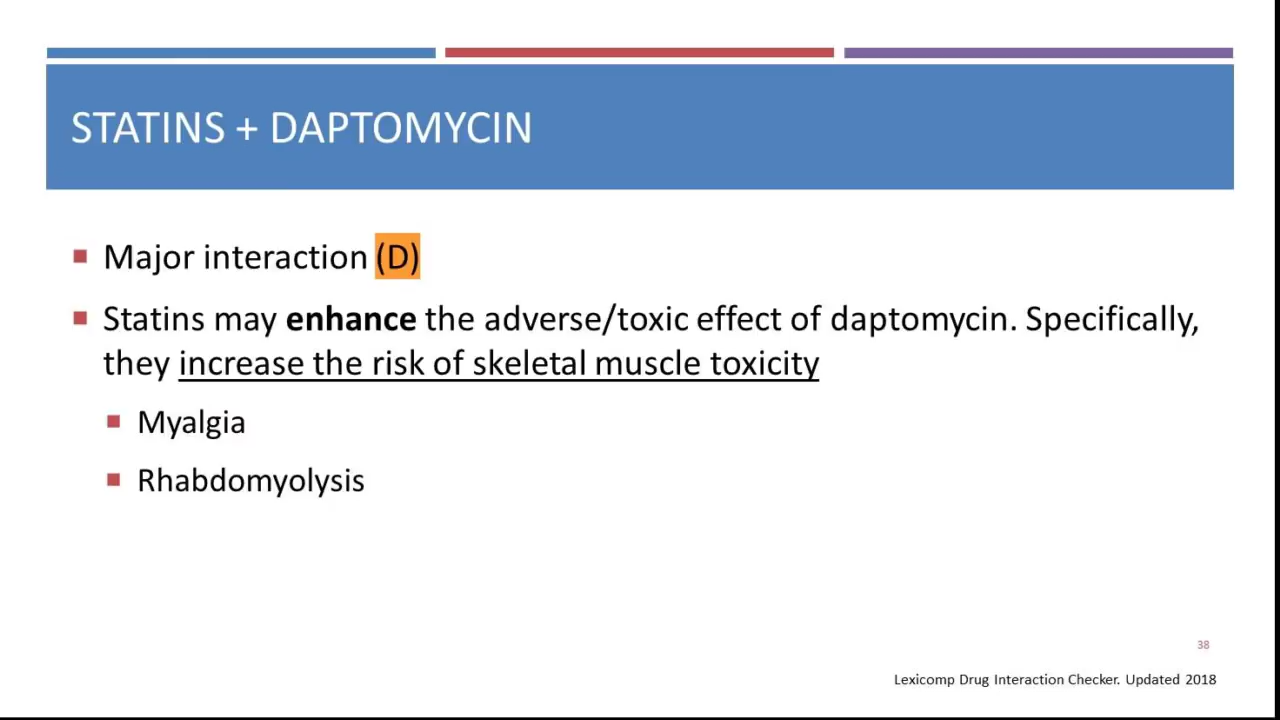 STATINS + DAPTOMYCIN
Major interaction (D)
Statins may enhance the adverse/toxic effect of daptomycin. Specifically,
they increase the risk of skeletal muscle toxicity
Myalgia
Rhabdomyolysis
38
Lexicomp Drug Interaction Checker. Updated 2018